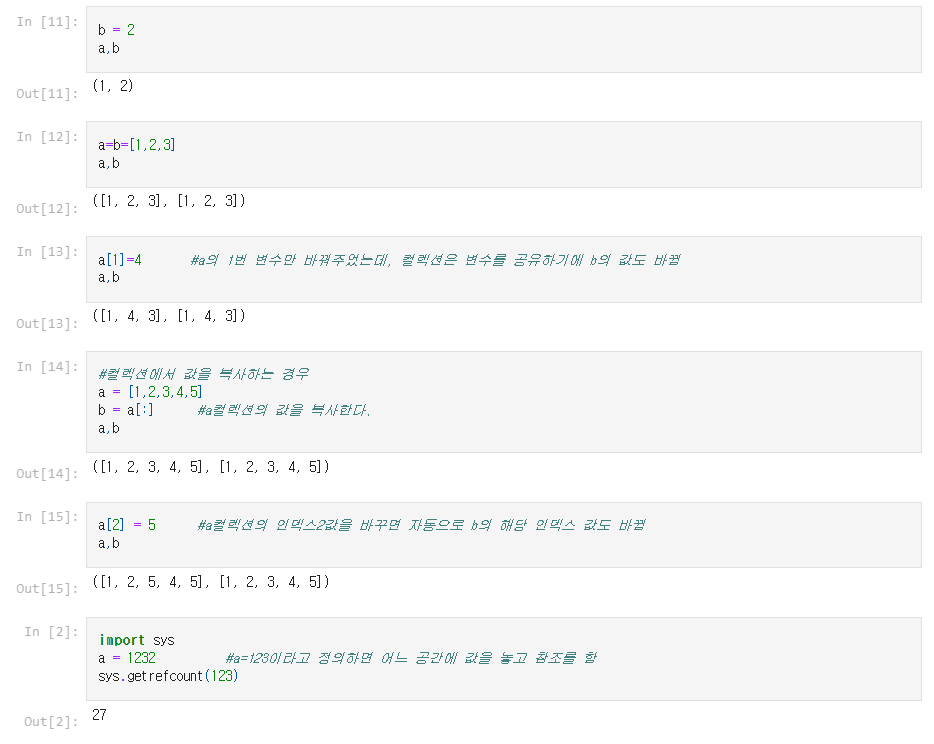 In [11]:
b = 2
a,b
Out[11]:
(1, 2)
In [12]:
a=b=[1,2,3]
a,b
Out[12]:
([1, 2, 3], [1, 2, 3])
In [13]:
a[1]=4 #a의 1번 변수만 바꿔주었는데, 컬렉션은 변수를 공유하기에 b의 값도 바뀜
a,b
Out[13]:
([1, 4, 3], [1, 4, 3])
In [14]:
#컬렉션에서 값을 복사하는 경우
a = [1,2,3,4,5]
b = a[:] #a컬렉션의 값을 복사한다.
a,b
Out[14]:
([1, 2, 3, 4, 5], [1, 2, 3, 4, 5])
In [15]:
a[2] = 5 #a컬렉션의 인덱스2값을 바꾸면 자동으로 b의 해당 인덱스 값도 바뀜
a,b
Out[15]:
([1, 2, 5, 4, 5], [1, 2, 3, 4, 5])
In [2]:
import sys
a = 1232 #a=123이라고 정의하면 어느 공간에 값을 놓고 참조를 함
sys.getrefcount(123)
Out[2]:
27